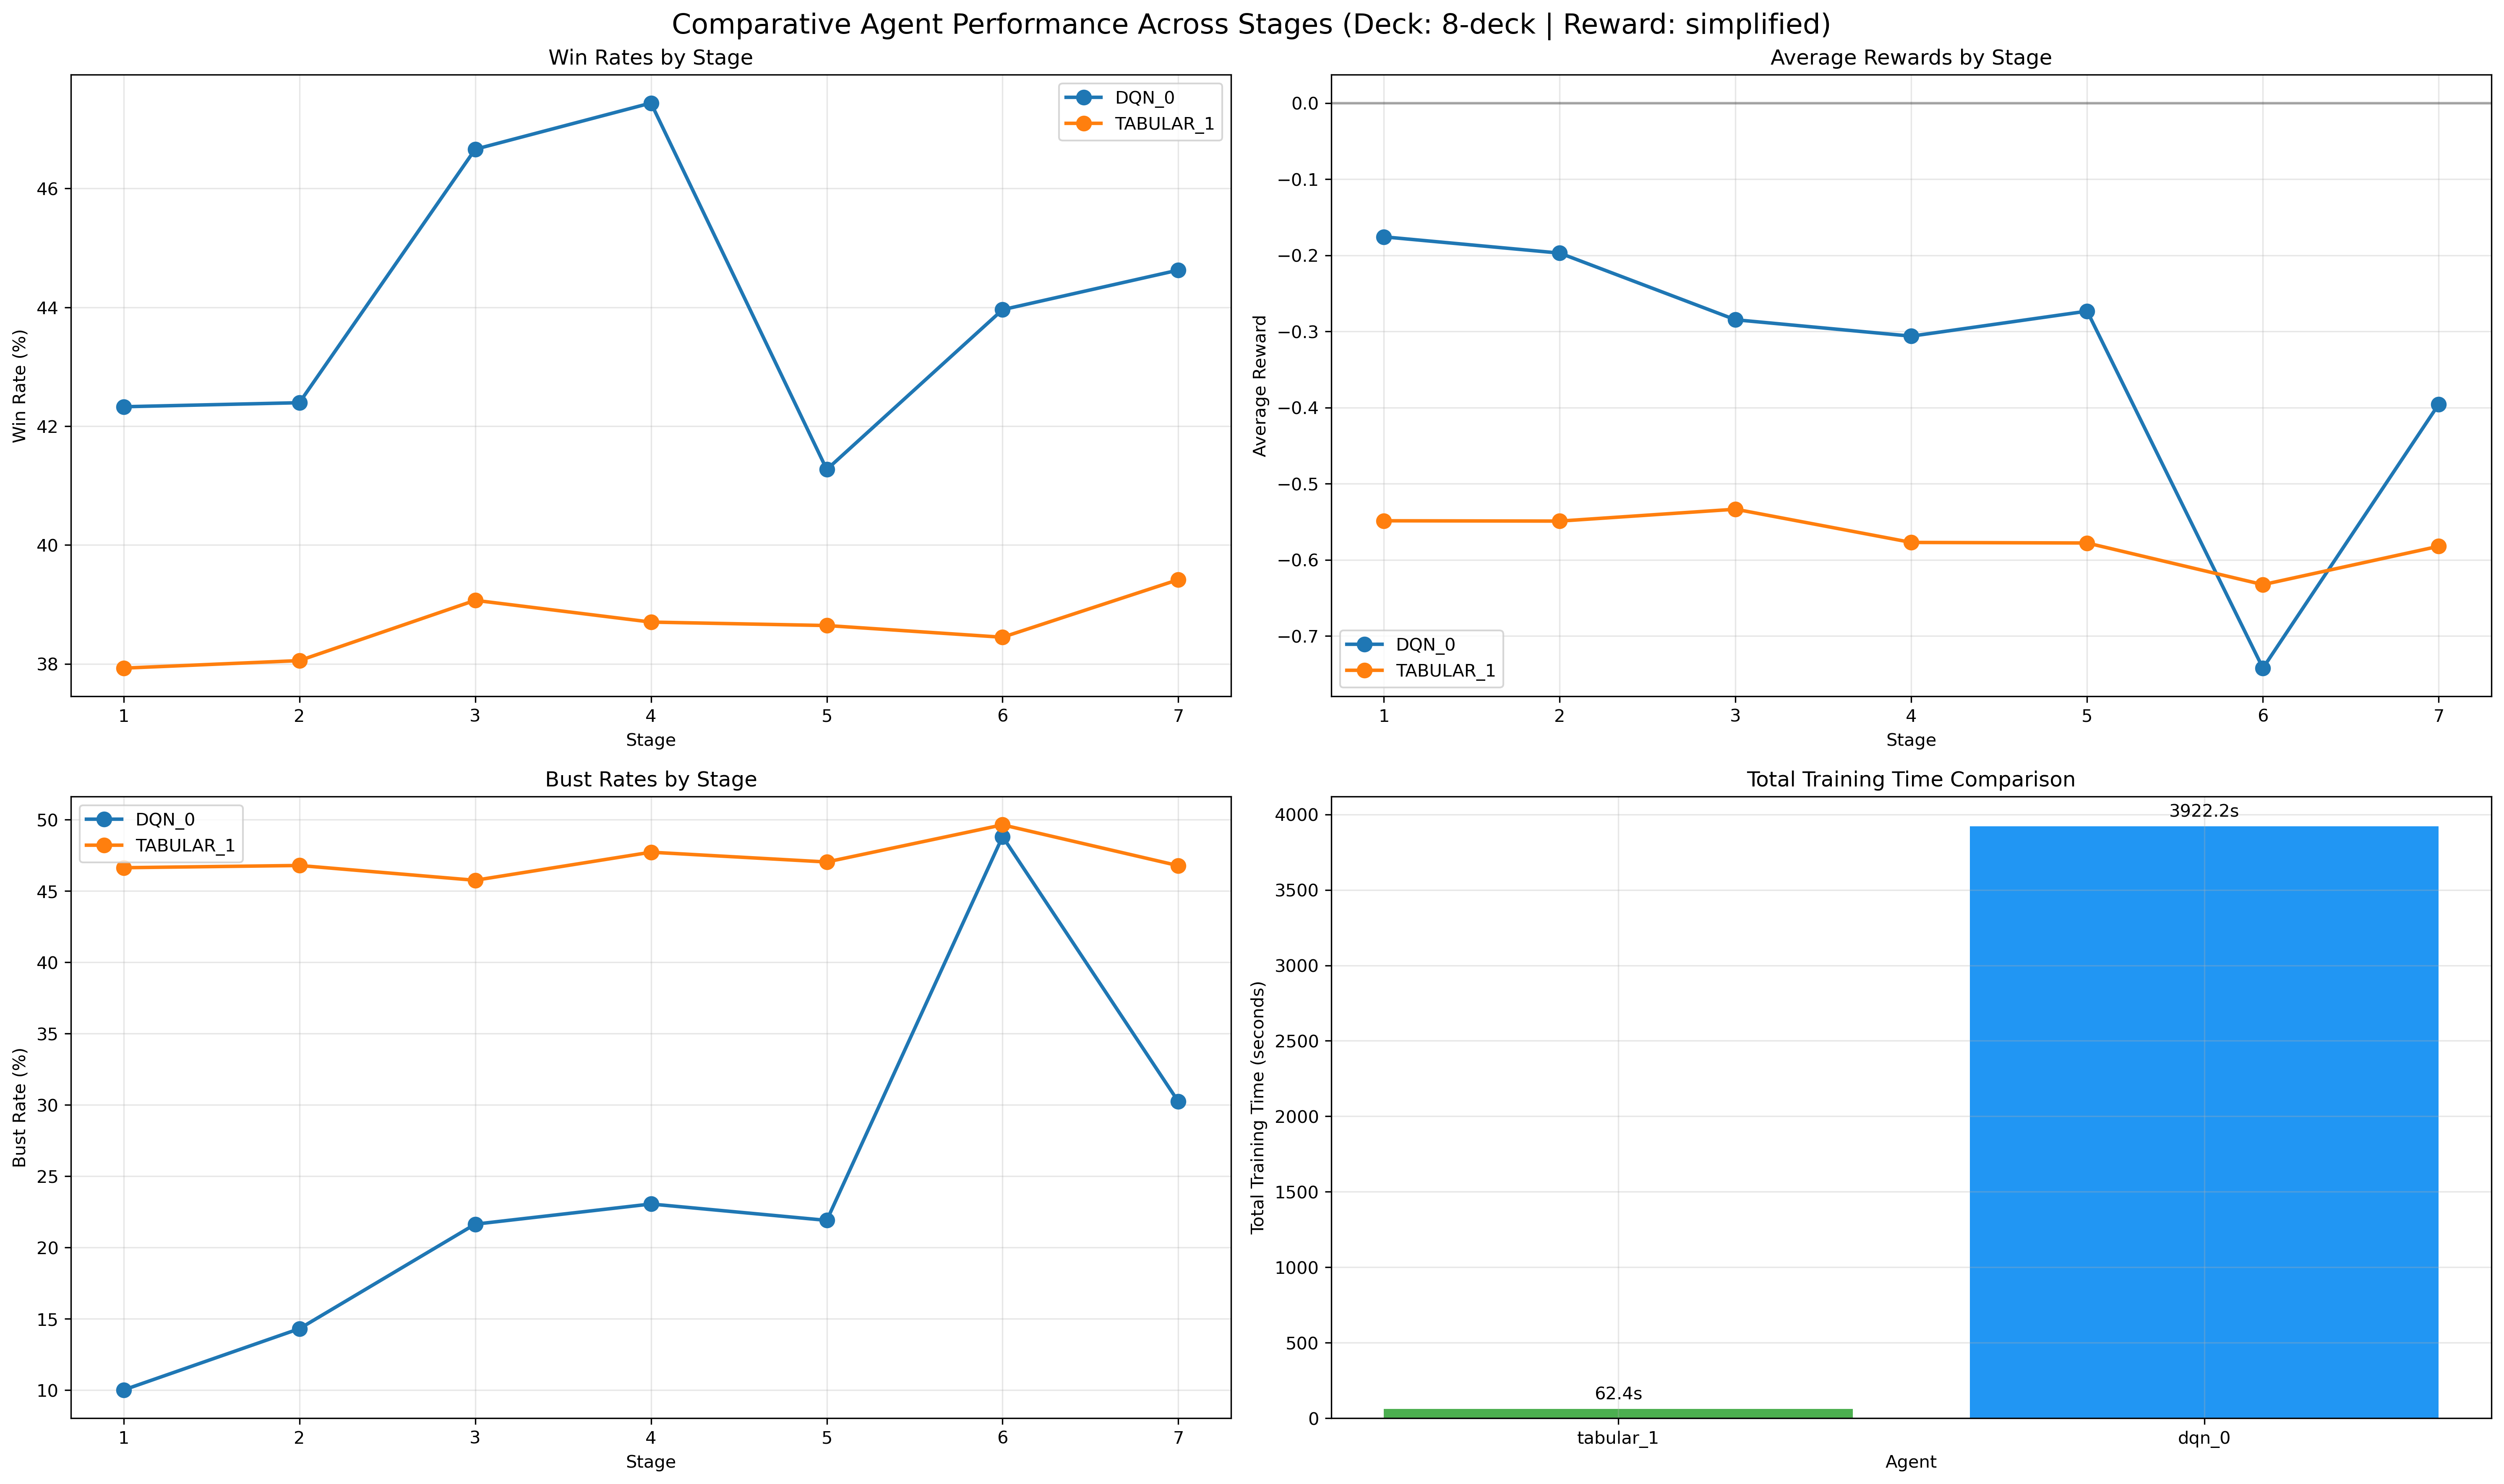 Comparative Agent Performance Across Stages (Deck: 8-deck | Reward: simplified)
Win Rates by Stage
Win Rate (%)
46
44
42
40
38
DQN_0
TABULAR_1
1 2 3 4 5 6 7
Stage
Average Rewards by Stage
Average Reward
0.0
−0.1
−0.2
−0.3
−0.4
−0.5
−0.6
−0.7
DQN_0
TABULAR_1
1 2 3 4 5 6 7
Stage
Bust Rates by Stage
Bust Rate (%)
50
45
40
35
30
25
20
15
10
DQN_0
TABULAR_1
1 2 3 4 5 6 7
Stage
Total Training Time Comparison
Total Training Time (seconds)
4000
3500
3000
2500
2000
1500
1000
500
0
3922.2s
62.4s
tabular_1 dqn_0
Agent